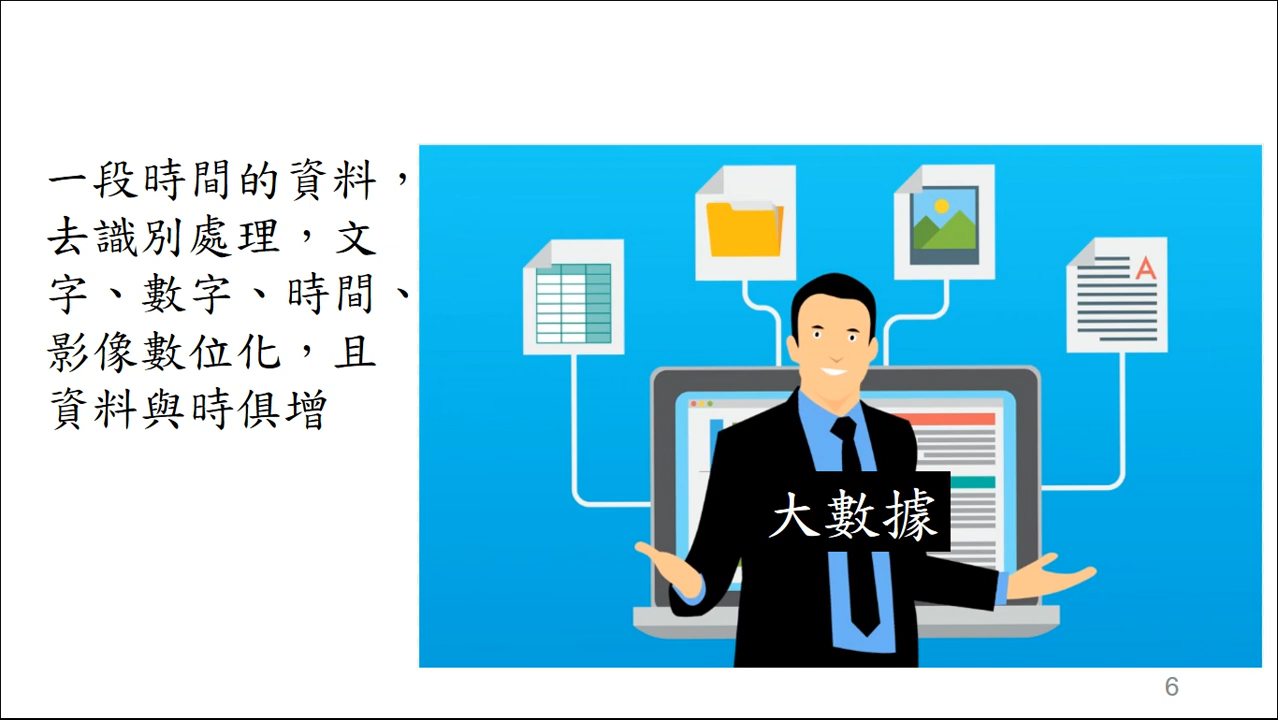 一段時間的資料，
去識別處理，文
字、數字、時間、
影像數位化，且
資料與時俱增
A
大數據
6